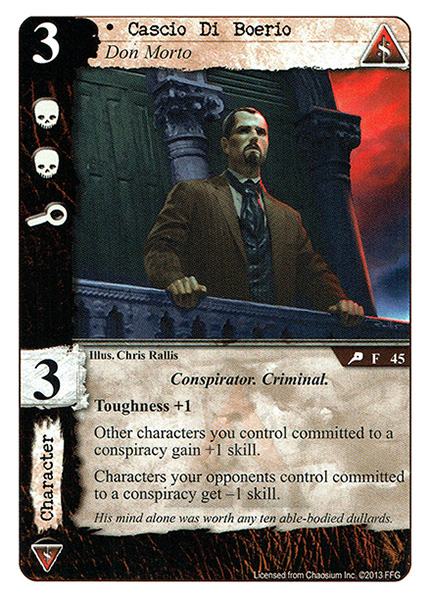 3
• Cascio Di Boerio
Don Morto
Illus. Chris Rallis
F 45
3
Conspirator. Criminal.
Toughness +1
Other characters you control committed to a
conspiracy gain +1 skill.
Characters your opponents control committed
to a conspiracy get –1 skill.
His mind alone was worth any ten able-bodied dullards.
Character
Licensed from Chaosium Inc. ©2013 FFG